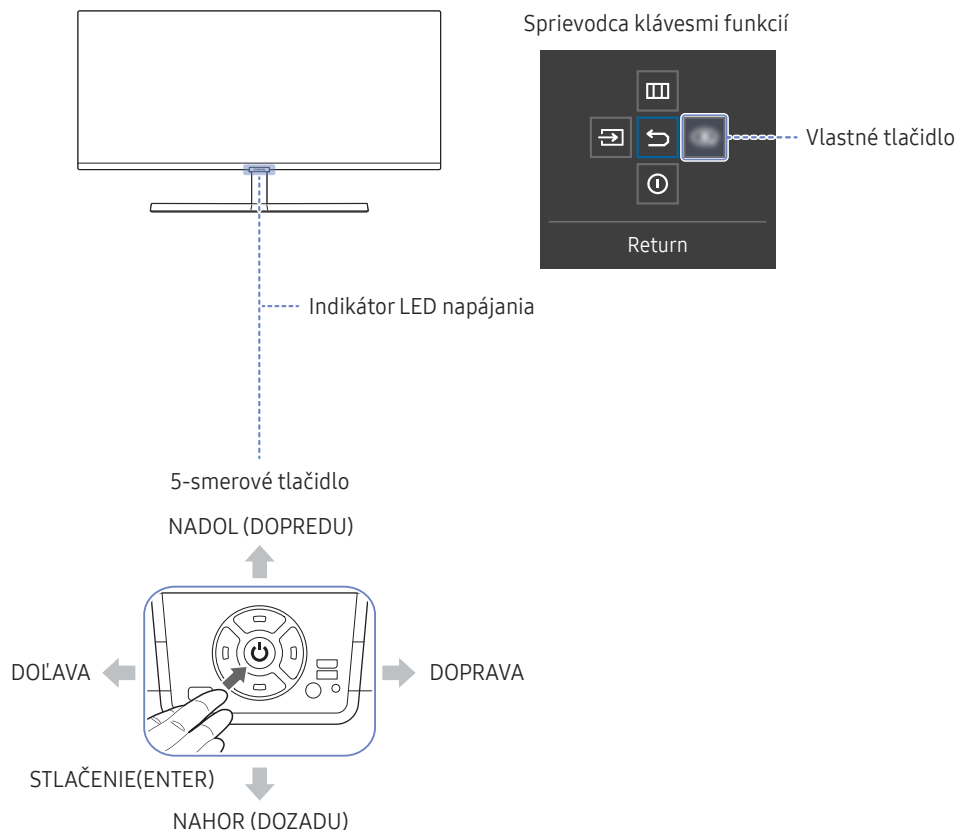 Sprievodca klávesmi funkcií
Vlastné tlačidlo
Return
Indikátor LED napájania
5-smerové tlačidlo
NADOL (DOPREDU)
DOĽAVA
DOPRAVA
STLAČENIE(ENTER)
NAHOR (DOZADU)